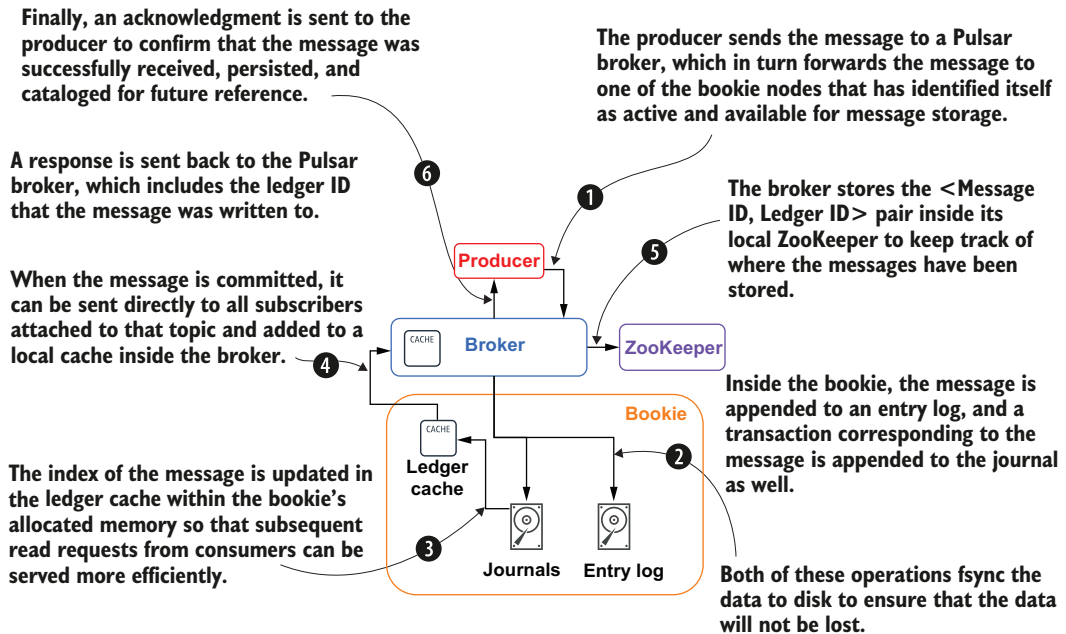 Finally, an acknowledgment is sent to the
producer to confirm that the message was
successfully received, persisted, and
cataloged for future reference.
The producer sends the message to a Pulsar
broker, which in turn forwards the message to
one of the bookie nodes that has identified itself
as active and available for message storage.
A response is sent back to the Pulsar
broker, which includes the ledger ID
that the message was written to.
6
1
The broker stores the <Message
ID, Ledger ID> pair inside its
local ZooKeeper to keep track of
where the messages have been
stored.
5
Producer
When the message is committed, it
can be sent directly to all subscribers
attached to that topic and added to a
local cache inside the broker.
4
CACHE
Broker
ZooKeeper
Inside the bookie, the message is
appended to an entry log, and a
transaction corresponding to the
message is appended to the journal
as well.
Bookie
CACHE
Ledger
cache
2
The index of the message is updated in
the ledger cache within the bookie's
allocated memory so that subsequent
read requests from consumers can be
served more efficiently.
3
Journals
Entry log
Both of these operations fsync the
data to disk to ensure that the data
will not be lost.